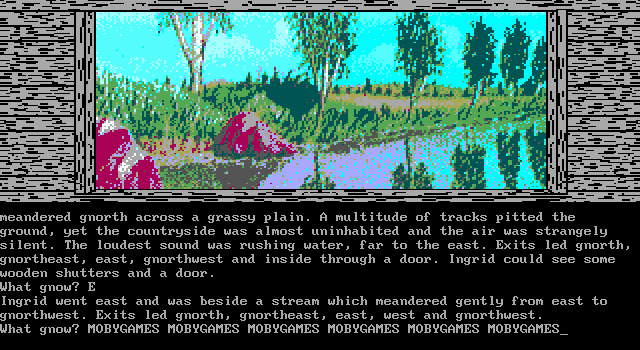 meandered gnorth across a grassy plain. A multitude of tracks pitted the
ground, yet the countryside was almost uninhabited and the air was strangely
silent. The loudest sound was rushing water, far to the east. Exits led gnorth,
gnortheast, east, gnorthwest and inside through a door. Ingrid could see some
wooden shutters and a door.
What gnow? E
Ingrid went east and was beside a stream which meandered gently from east to
gnorthwest. Exits led gnorth, gnortheast, east, west and gnorthwest.
What gnow? MOBYGAMES MOBYGAMES MOBYGAMES MOBYGAMES MOBYGAMES MOBYGAMES_